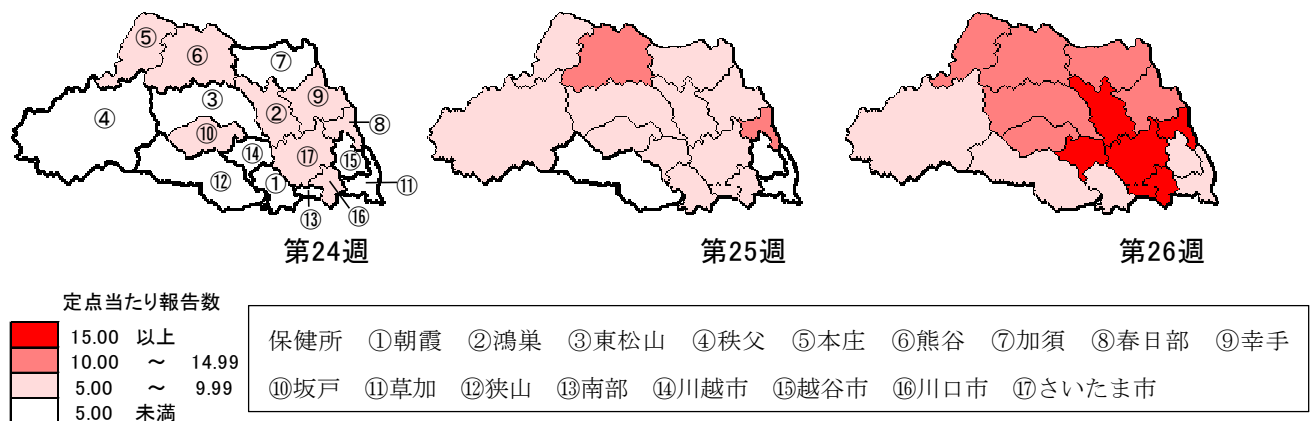 ⑤
⑥
⑦
③
⑨
④
②
⑧
⑩
⑭
⑰
⑮
⑫
①
⑪
⑬
⑯
第24週
第25週
第26週
定点当たり報告数
15.00 以上
10.00 ～ 14.99
5.00 ～ 9.99
5.00 未満
保健所 ①朝霞 ②鴻巣 ③東松山 ④秩父 ⑤本庄 ⑥熊谷 ⑦加須 ⑧春日部 ⑨幸手
⑩坂戸 ⑪草加 ⑫狭山 ⑬南部 ⑭川越市 ⑮越谷市 ⑯川口市 ⑰さいたま市